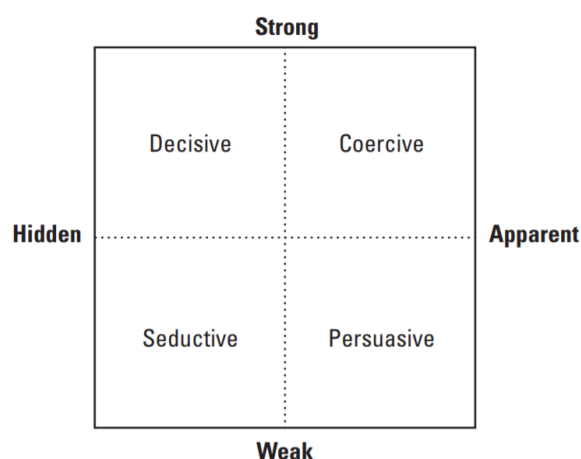 Strong
Decisive Coercive
Hidden Apparent
Seductive Persuasive
Weak